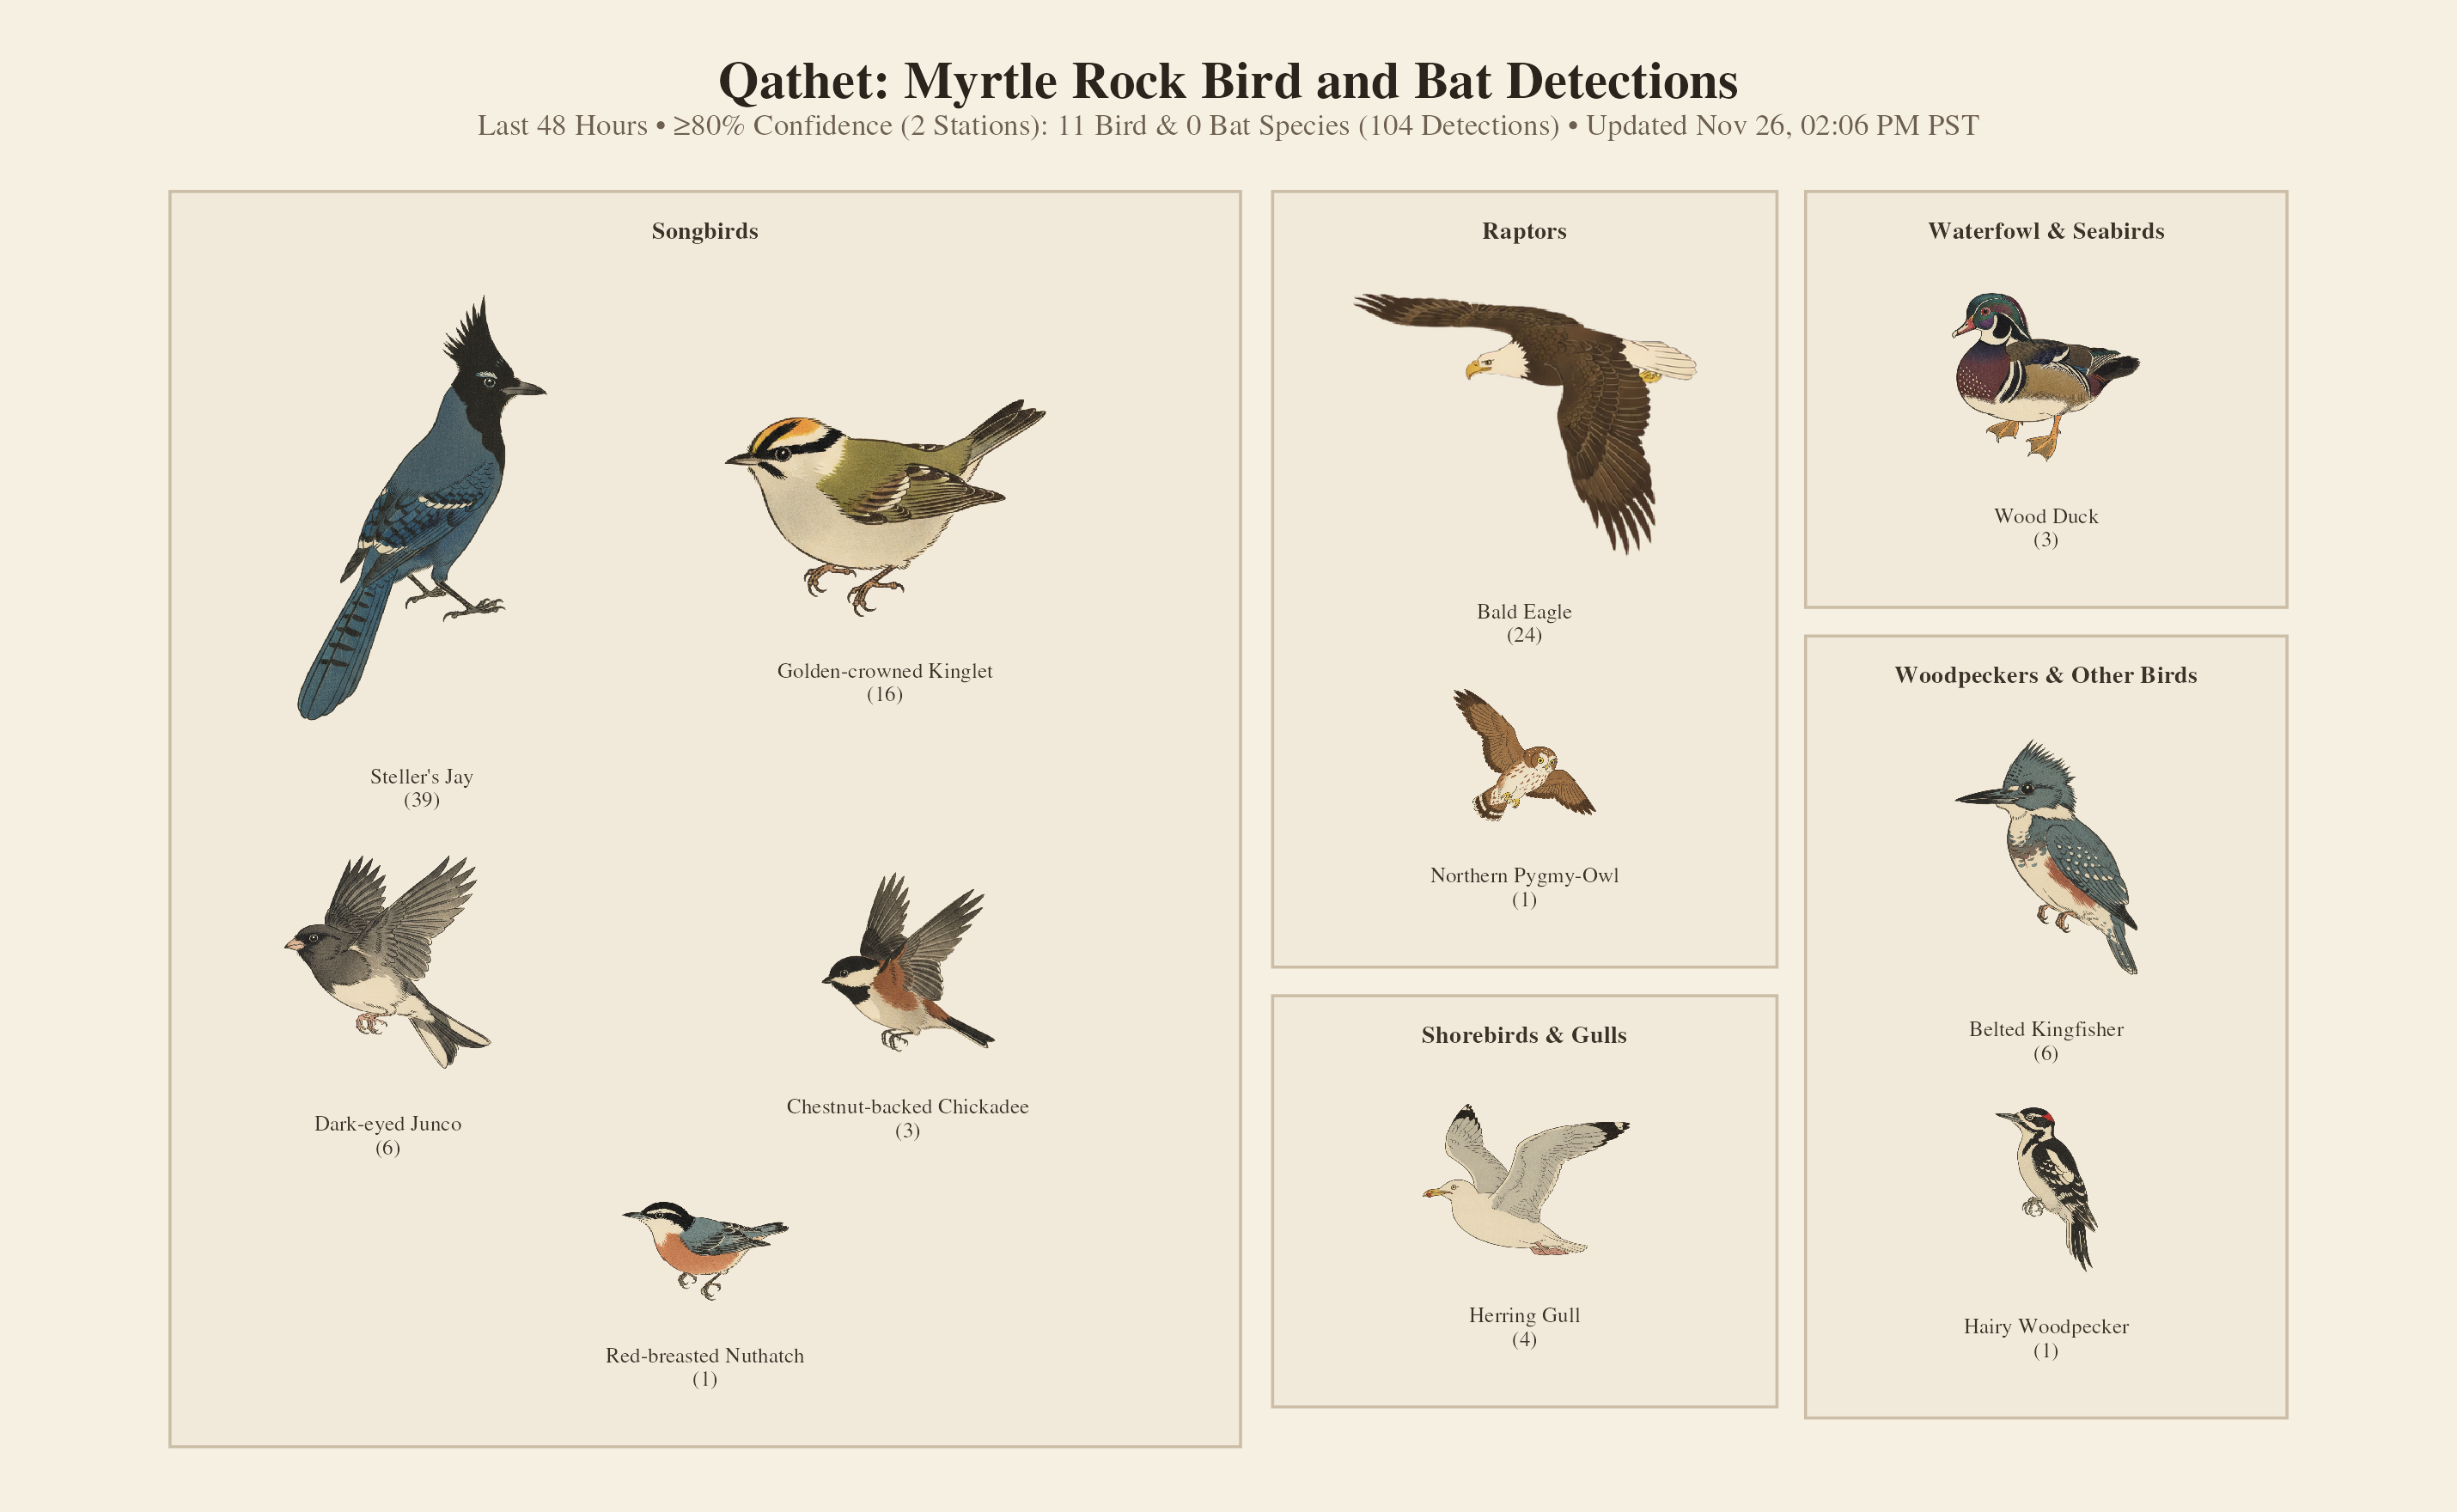 Qathet: Myrtle Rock Bird and Bat Detections
Last 48 Hours • ≥80% Confidence (2 Stations): 11 Bird & 0 Bat Species (104 Detections) • Updated Nov 26, 02:06 PM PST
Songbirds
Steller's Jay
(39)
Golden-crowned Kinglet
(16)
Dark-eyed Junco
(6)
Chestnut-backed Chickadee
(3)
Red-breasted Nuthatch
(1)
Raptors
Bald Eagle
(24)
Northern Pygmy-Owl
(1)
Shorebirds & Gulls
Herring Gull
(4)
Waterfowl & Seabirds
Wood Duck
(3)
Woodpeckers & Other Birds
Belted Kingfisher
(6)
Hairy Woodpecker
(1)